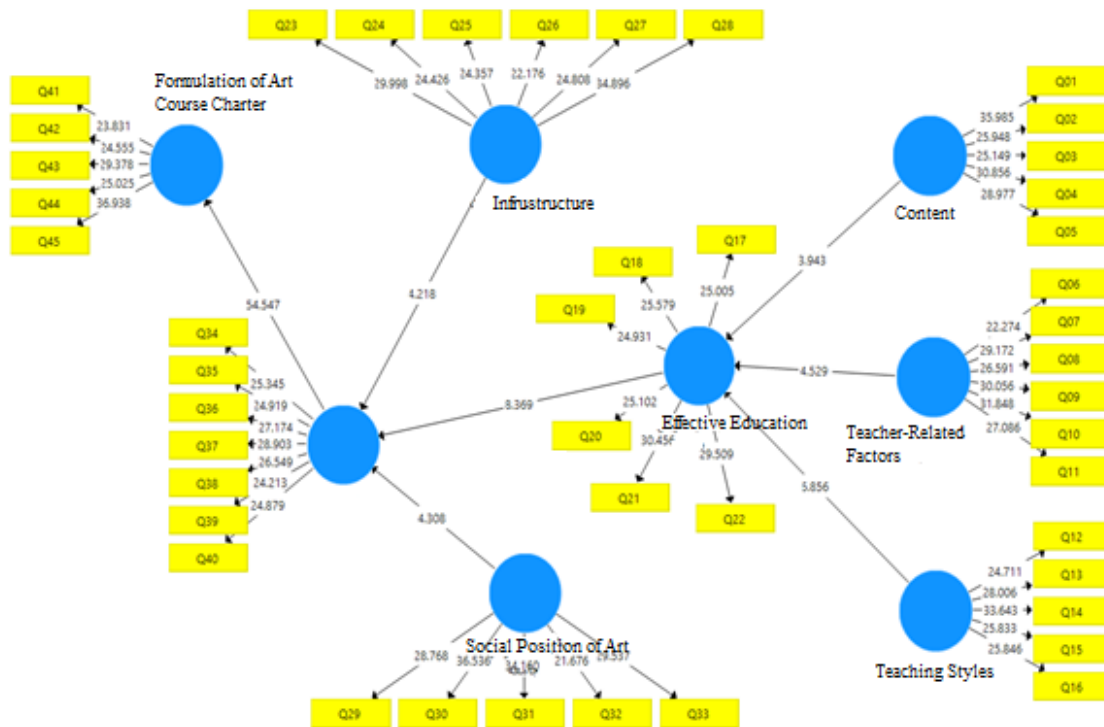 Q23
Q24
Q25
Q26
Q27
Q28
29.998
24.426
24.357
22.176
24.808
34.896
Formulation of Art
Course Charter
Q41
Q42
Q43
Q44
Q45
23.831
24.555
29.378
25.025
36.938
Infrustructure
Q01
Q02
Q03
Q04
Q05
35.985
25.948
25.149
30.856
28.977
Content
3.943
4.218
54.547
Q17
Q18
Q19
25.005
25.579
24.931
Q20
Q21
Q22
25.102
30.456
29.509
Effective Education
4.529
Q06
Q07
Q08
Q09
Q10
Q11
22.274
29.172
26.591
30.056
31.848
27.086
Teacher-Related
Factors
Q34
Q35
Q36
Q37
Q38
Q39
Q40
25.345
24.919
27.174
28.903
26.549
24.213
24.879
8.369
5.856
4.308
Q12
Q13
Q14
Q15
Q16
24.711
28.006
33.643
25.833
25.846
Teaching Styles
Social Position of Art
28.768
36.536
34.160
21.676
29.537
Q29
Q30
Q31
Q32
Q33